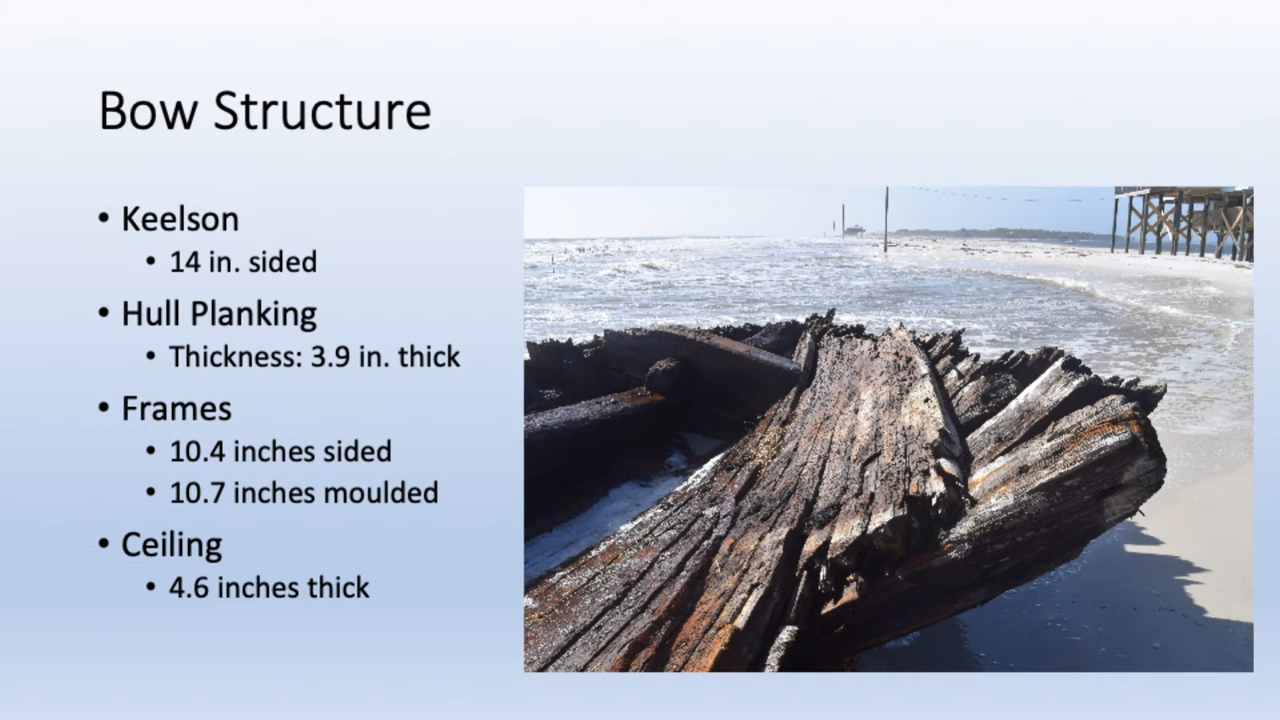 Bow Structure
• Keelson
• 14 in. sided
• Hull Planking
• Thickness: 3.9 in. thick
• Frames
• 10.4 inches sided
• 10.7 inches moulded
• Ceiling
• 4.6 inches thick